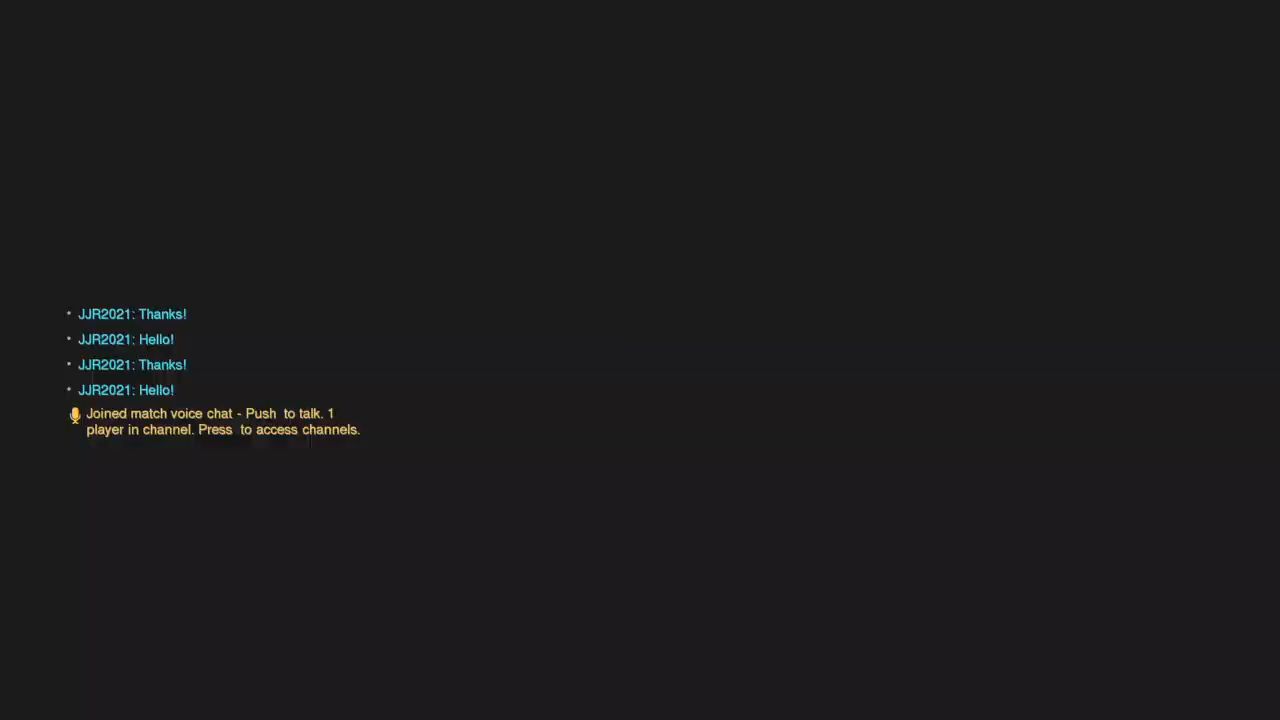 • JJR2021: Thanks!
• JJR2021: Hello!
• JJR2021: Thanks!
• JJR2021: Hello!
Joined match voice chat - Push  to talk. 1
player in channel. Press  to access channels.